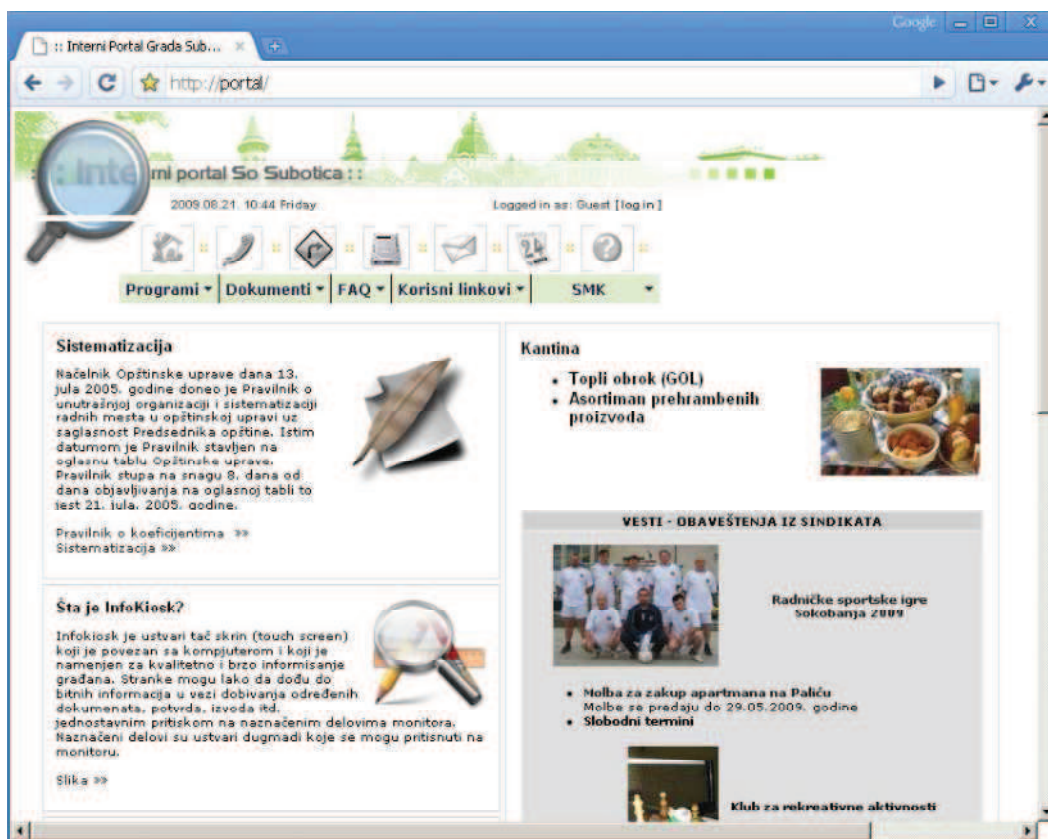 Google
:: Interni Portal Grada Sub...
http://portal/
:: Interni portal So Subotica ::
2009.08.21. 10:44 Friday
Logged in as: Guest [log in]
24
Programi Dokumenti FAQ Korisni linkovi SMK
Sistematizacija
Načelnik Opštinske uprave dana 13.
jula 2005. godine doneo je Pravilnik o
unutrašnjoj organizaciji i sistematizaciji
radnih mesta u opštinskoj upravi uz
saglasnost Predsednika opštine. Istim
datumom je Pravilnik stavljen na
oglasnu tablu Opštinske uprave.
Pravilnik stupa na snagu 8. dana od
dana objavljivanja na oglasnoj tabli to
jest 21. jula. 2005. godine.
Pravilnik o koeficijentima >>
Sistematizacija >>
Šta je InfoKiosk?
Infokiosk je ustvari tač skrin (touch screen)
koji je povezan sa kompjuterom i koji je
namenjen za kvalitetno i brzo informisanje
građana. Stranke mogu lako da dođu do
bitnih informacija u vezi dobivanja određenih
dokumenata, potvrda, izvoda itd.
jednostavnim pritiskom na naznačenim delovima monitora.
Naznačeni delovi su ustvari dugmadi koje se mogu pritisnuti na
monitoru.
Slika >>
Kantina
• Topli obrok (GOL)
• Asortiman prehrambenih
proizvoda
VESTI - OBAVEŠTENJA IZ SINDIKATA
Radničke sportske igre
Sokobanja 2009
• Molba za zakup apartmana na Paliću
Molbe se predaju do 29.05.2009. godine
• Slobodni termini
Klub za rekreativne aktivnosti